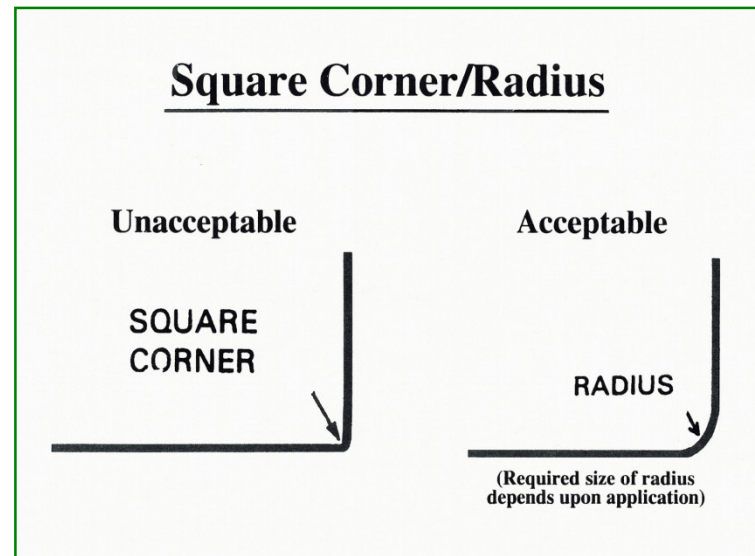 Square Corner/Radius
Unacceptable
SQUARE
CORNER
Acceptable
RADIUS
(Required size of radius
depends upon application)